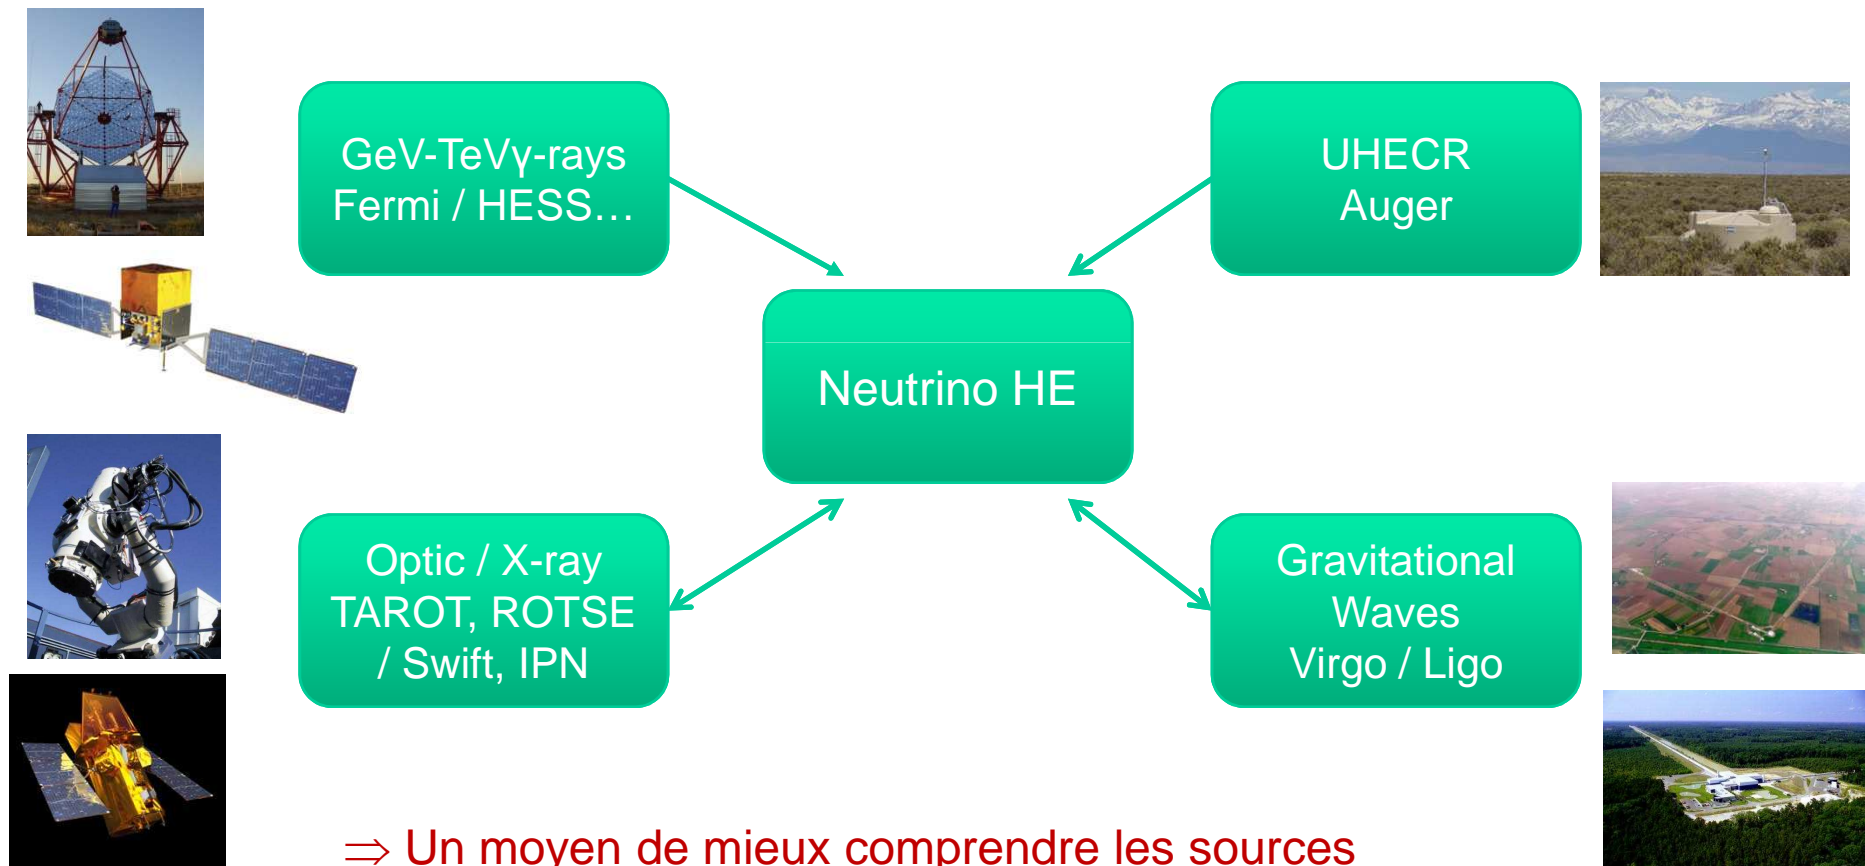 GeV-TeVγ-rays
Fermi / HESS…
UHECR
Auger
Neutrino HE
Optic / X-ray
TAROT, ROTSE
/ Swift, IPN
Gravitational
Waves
Virgo / Ligo
⇒ Un moyen de mieux comprendre les sources